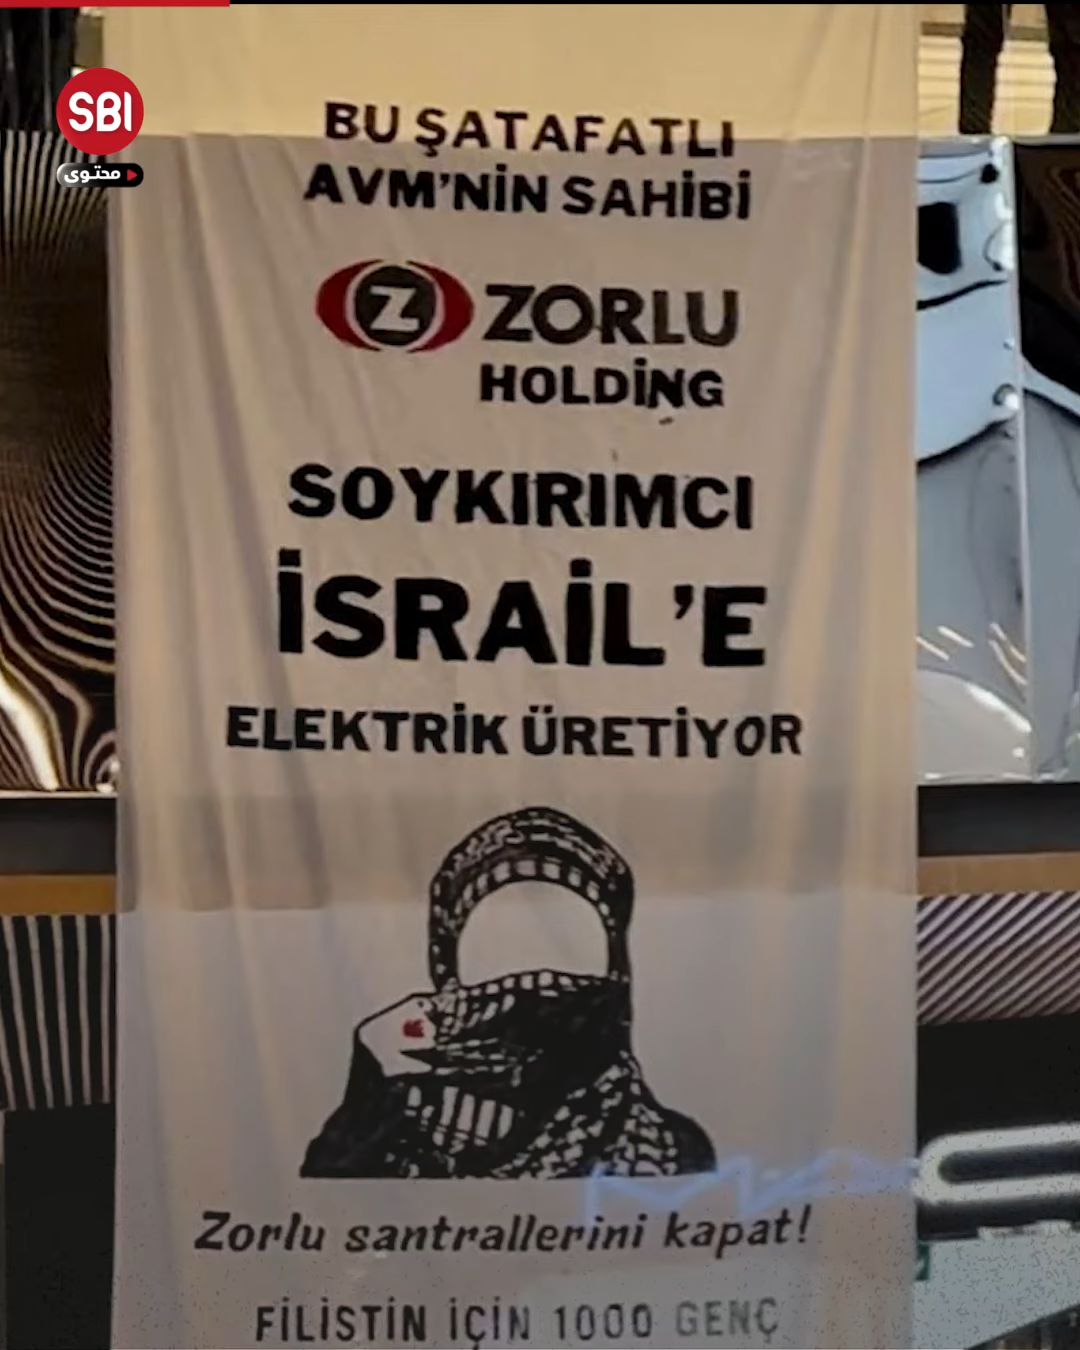 SBI
محتوى
BU ŞATAFATLI
AVM'NİN SAHİBİ
Z ZORLU
HOLDİNG
SOYKIRIMCI
İSRAİL'E
ELEKTRİK ÜRETİYOR
Zorlu santrallerini kapat!
FİLİSTİN İÇİN 1000 GENÇ